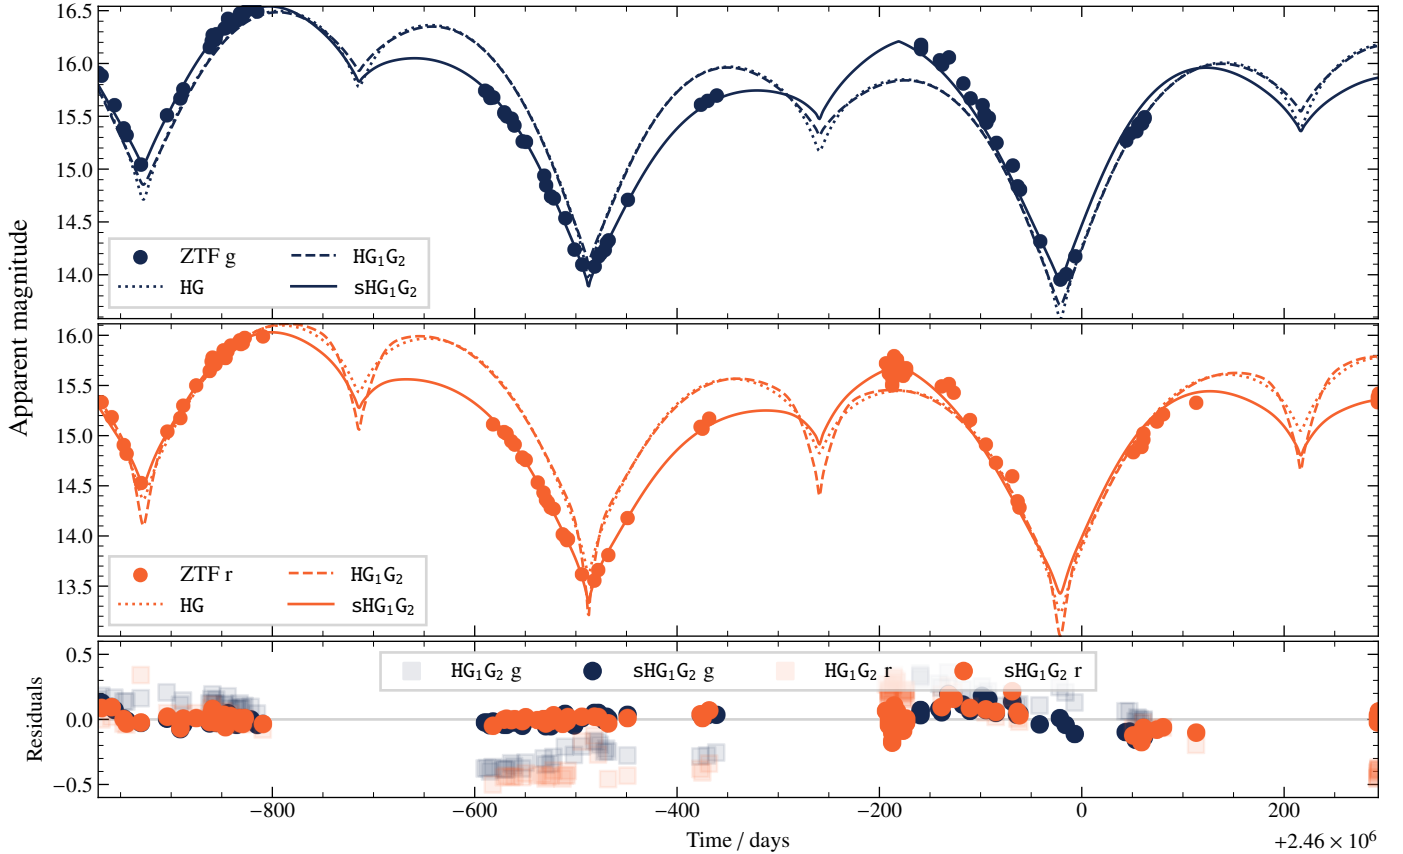 16.5
16.0
15.5
15.0
14.5
14.0
ZTF g
HG₁G₂
HG
sHG₁G₂
Apparent magnitude
16.0
15.5
15.0
14.5
14.0
13.5
ZTF r
HG₁G₂
HG
sHG₁G₂
0.5
0.0
−0.5
Residuals
HG₁G₂ g
sHG₁G₂ g
HG₁G₂ r
sHG₁G₂ r
−800
−600
−400
−200
0
200
Time / days
+2.46 × 10⁶